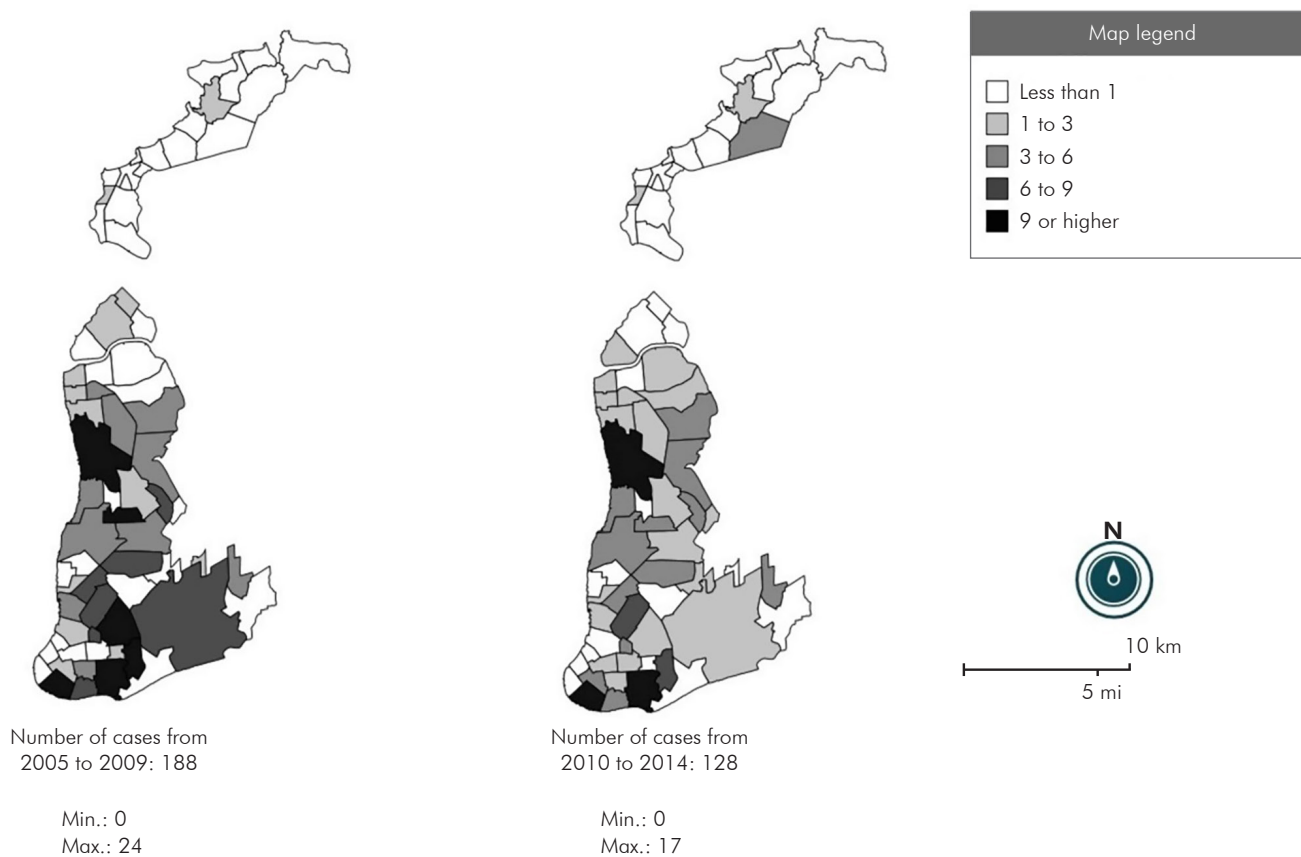 Map legend
Less than 1
1 to 3
3 to 6
6 to 9
9 or higher
N
10 km
5 mi
Number of cases from
2005 to 2009: 188
Min.: 0
Max.: 24
Number of cases from
2010 to 2014: 128
Min.: 0
Max.: 17